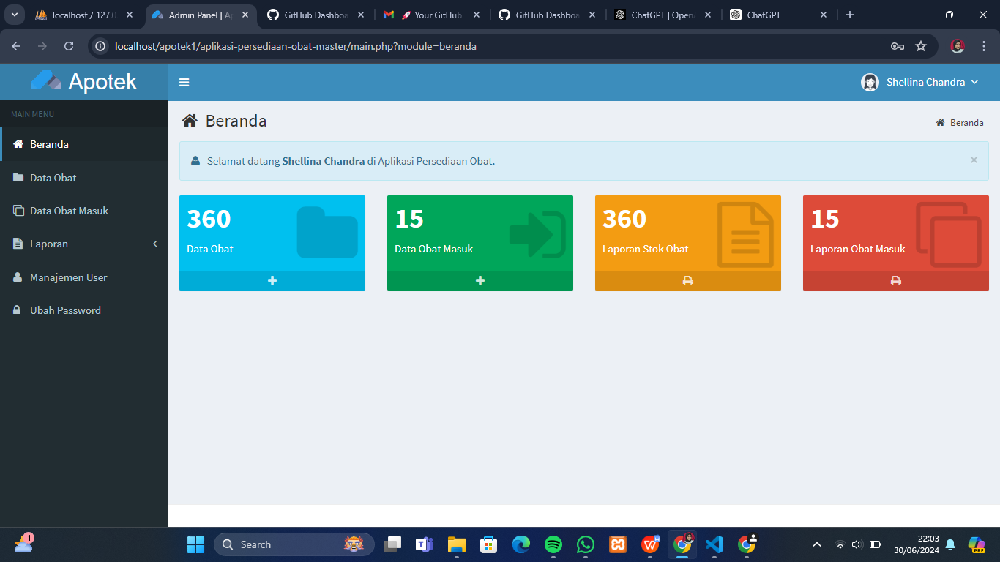 localhost / 127.0
Admin Panel | A
GitHub Dashboa
🚀 Your GitHub
GitHub Dashboa
ChatGPT | OpenA
ChatGPT
localhost/apotek1/aplikasi-persediaan-obat-master/main.php?module=beranda
Apotek
Shellina Chandra
MAIN MENU
Beranda
Data Obat
Data Obat Masuk
Laporan
Manajemen User
Ubah Password
Beranda
Beranda
Selamat datang Shellina Chandra di Aplikasi Persediaan Obat.
×
360
Data Obat
15
Data Obat Masuk
360
Laporan Stok Obat
15
Laporan Obat Masuk
1
Search
22:03
30/06/2024
PRE